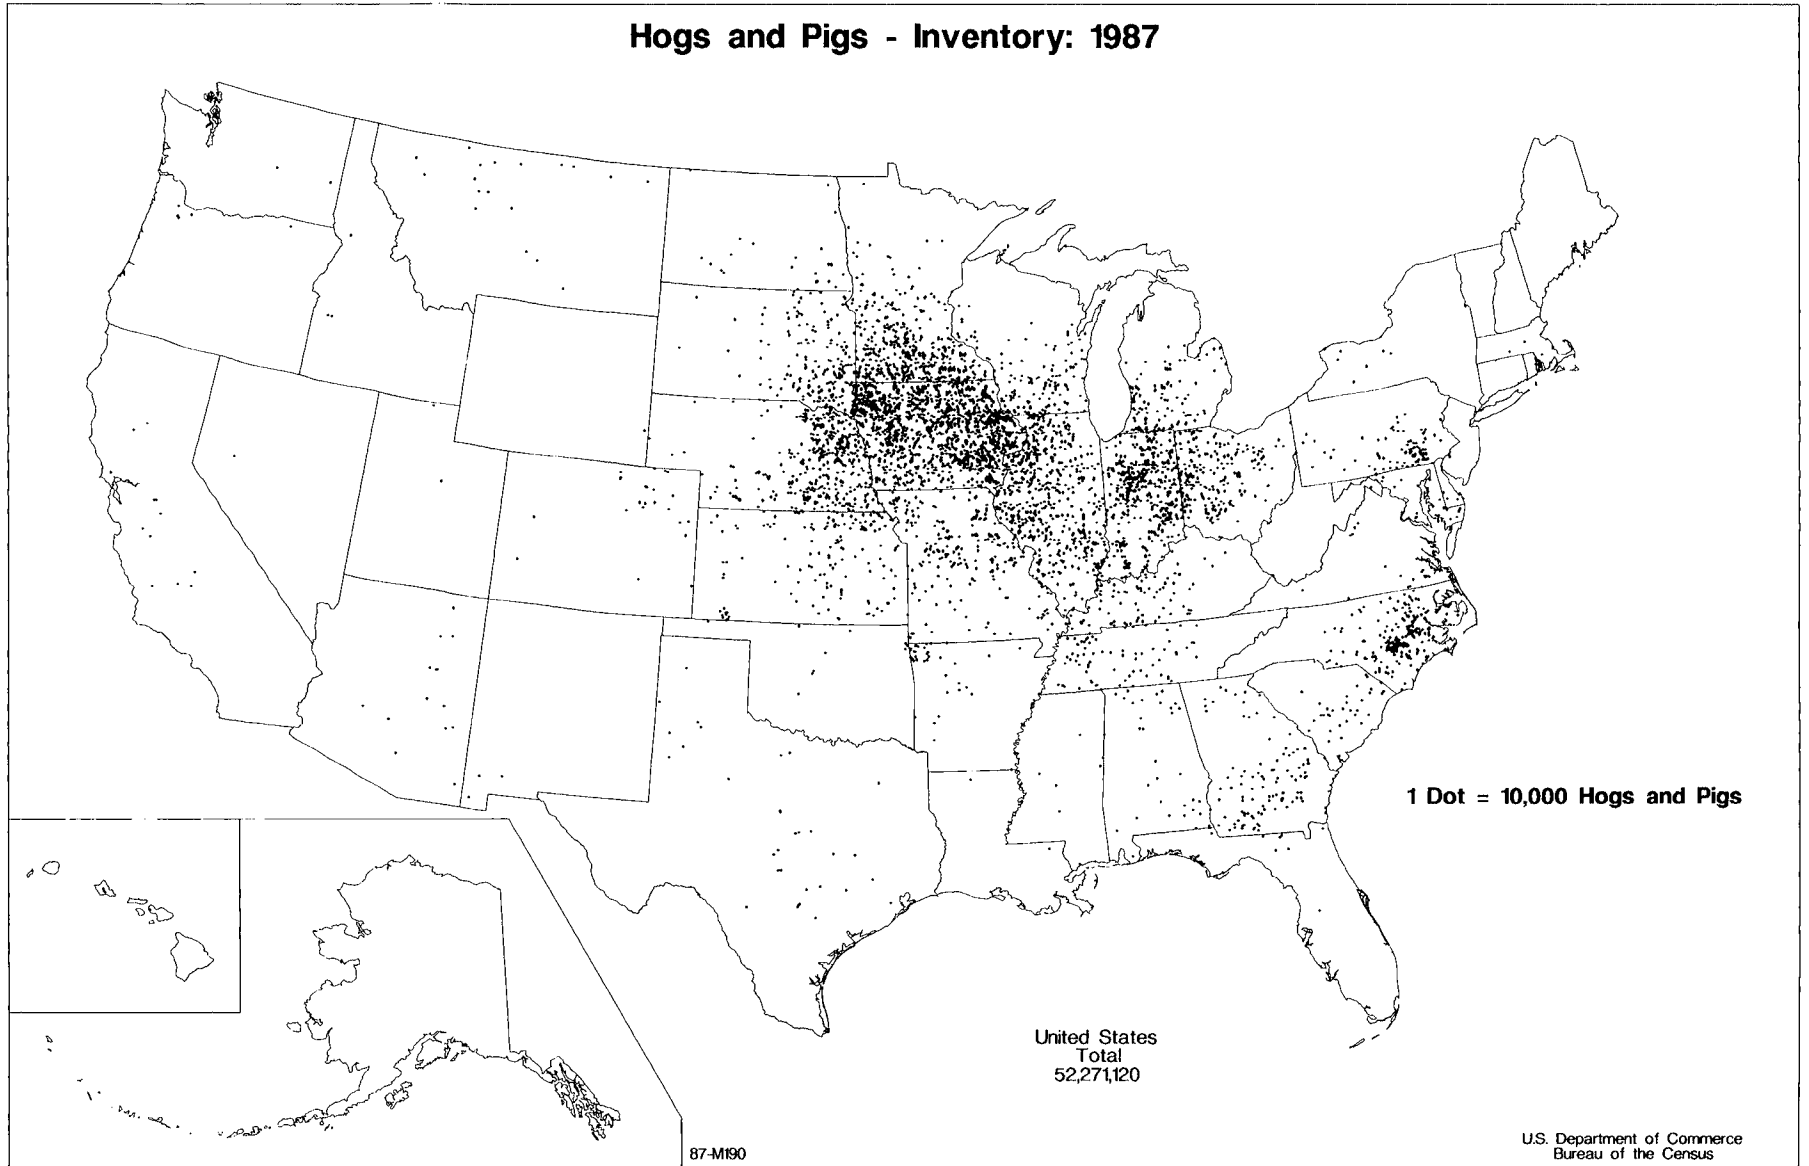 Hogs and Pigs - Inventory: 1987
1 Dot = 10,000 Hogs and Pigs
United States
Total
52,271,120
87-M190
U.S. Department of Commerce
Bureau of the Census